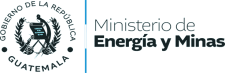 GOBIERNO DE LA REPÚBLICA
GUATEMALA
Ministerio de
Energía y Minas